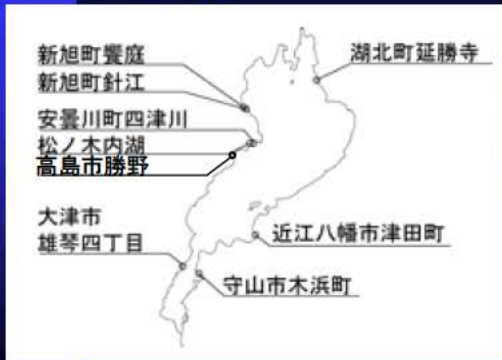 新旭町饗庭
新旭町針江
安曇川町四津川
松ノ木内湖
高島市勝野
大津市
雄琴四丁目
湖北町延勝寺
近江八幡市津田町
守山市木浜町